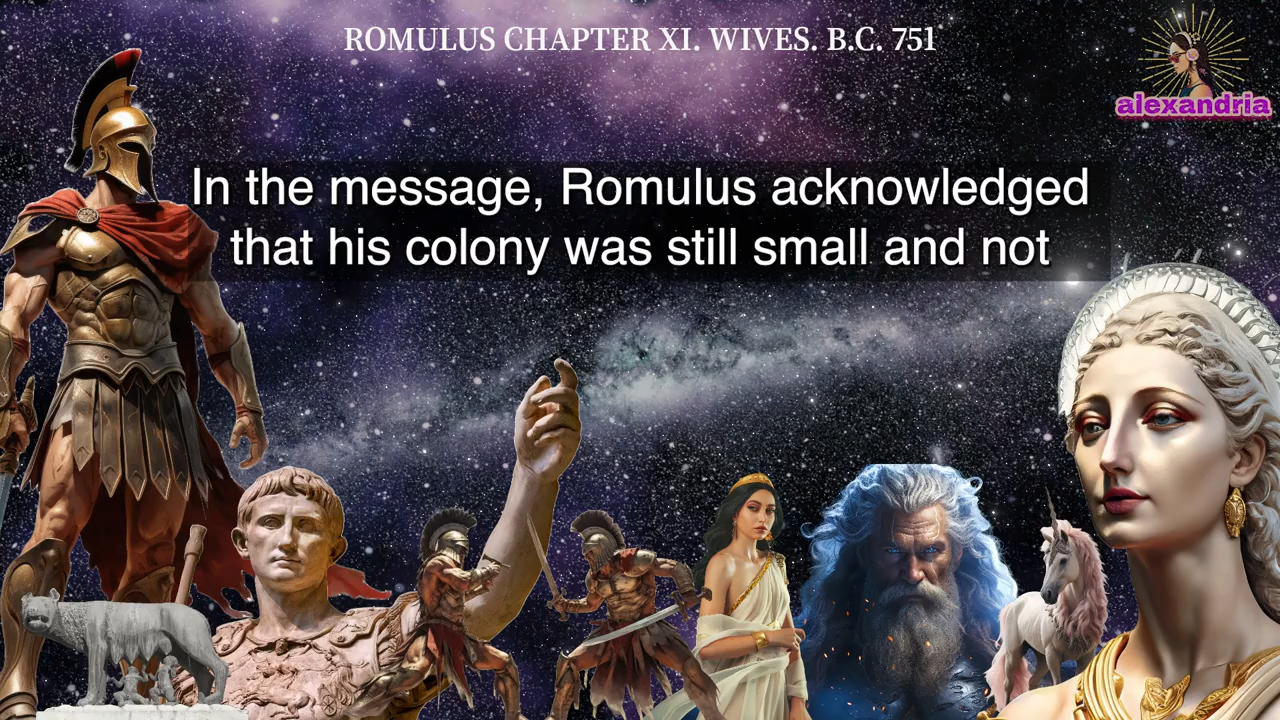 ROMULUS CHAPTER XI. WIVES. B.C. 751
alexandria
In the message, Romulus acknowledged
that his colony was still small and not